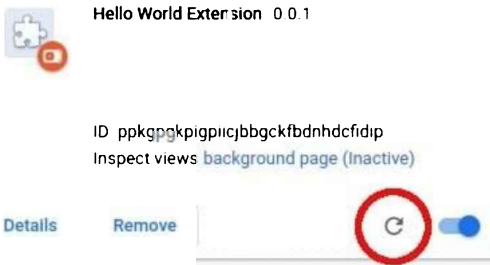 Hello World Extension 0.0.1
ID
Inspect views background page (Inactive)
Details Remove